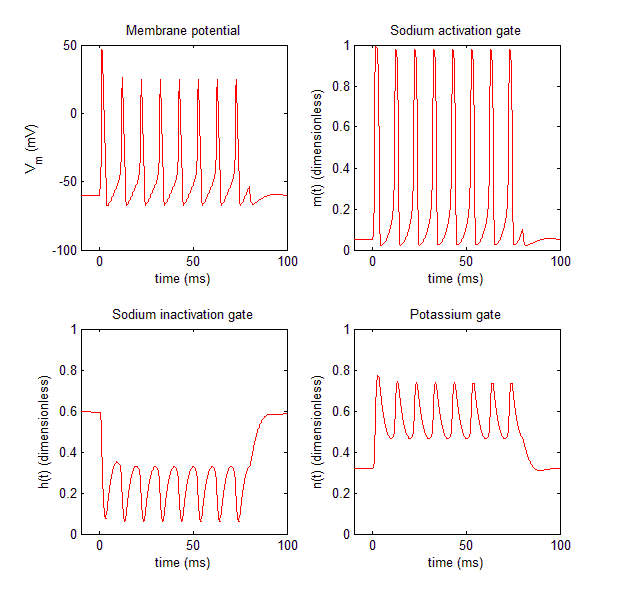 Membrane potential
50
0
-50
-100
V_m (mV)
0 50 100
time (ms)
Sodium activation gate
1
0.8
0.6
0.4
0.2
0
m(t) (dimensionless)
0 50 100
time (ms)
Sodium inactivation gate
1
0.8
0.6
0.4
0.2
0
h(t) (dimensionless)
0 50 100
time (ms)
Potassium gate
1
0.8
0.6
0.4
0.2
0
n(t) (dimensionless)
0 50 100
time (ms)